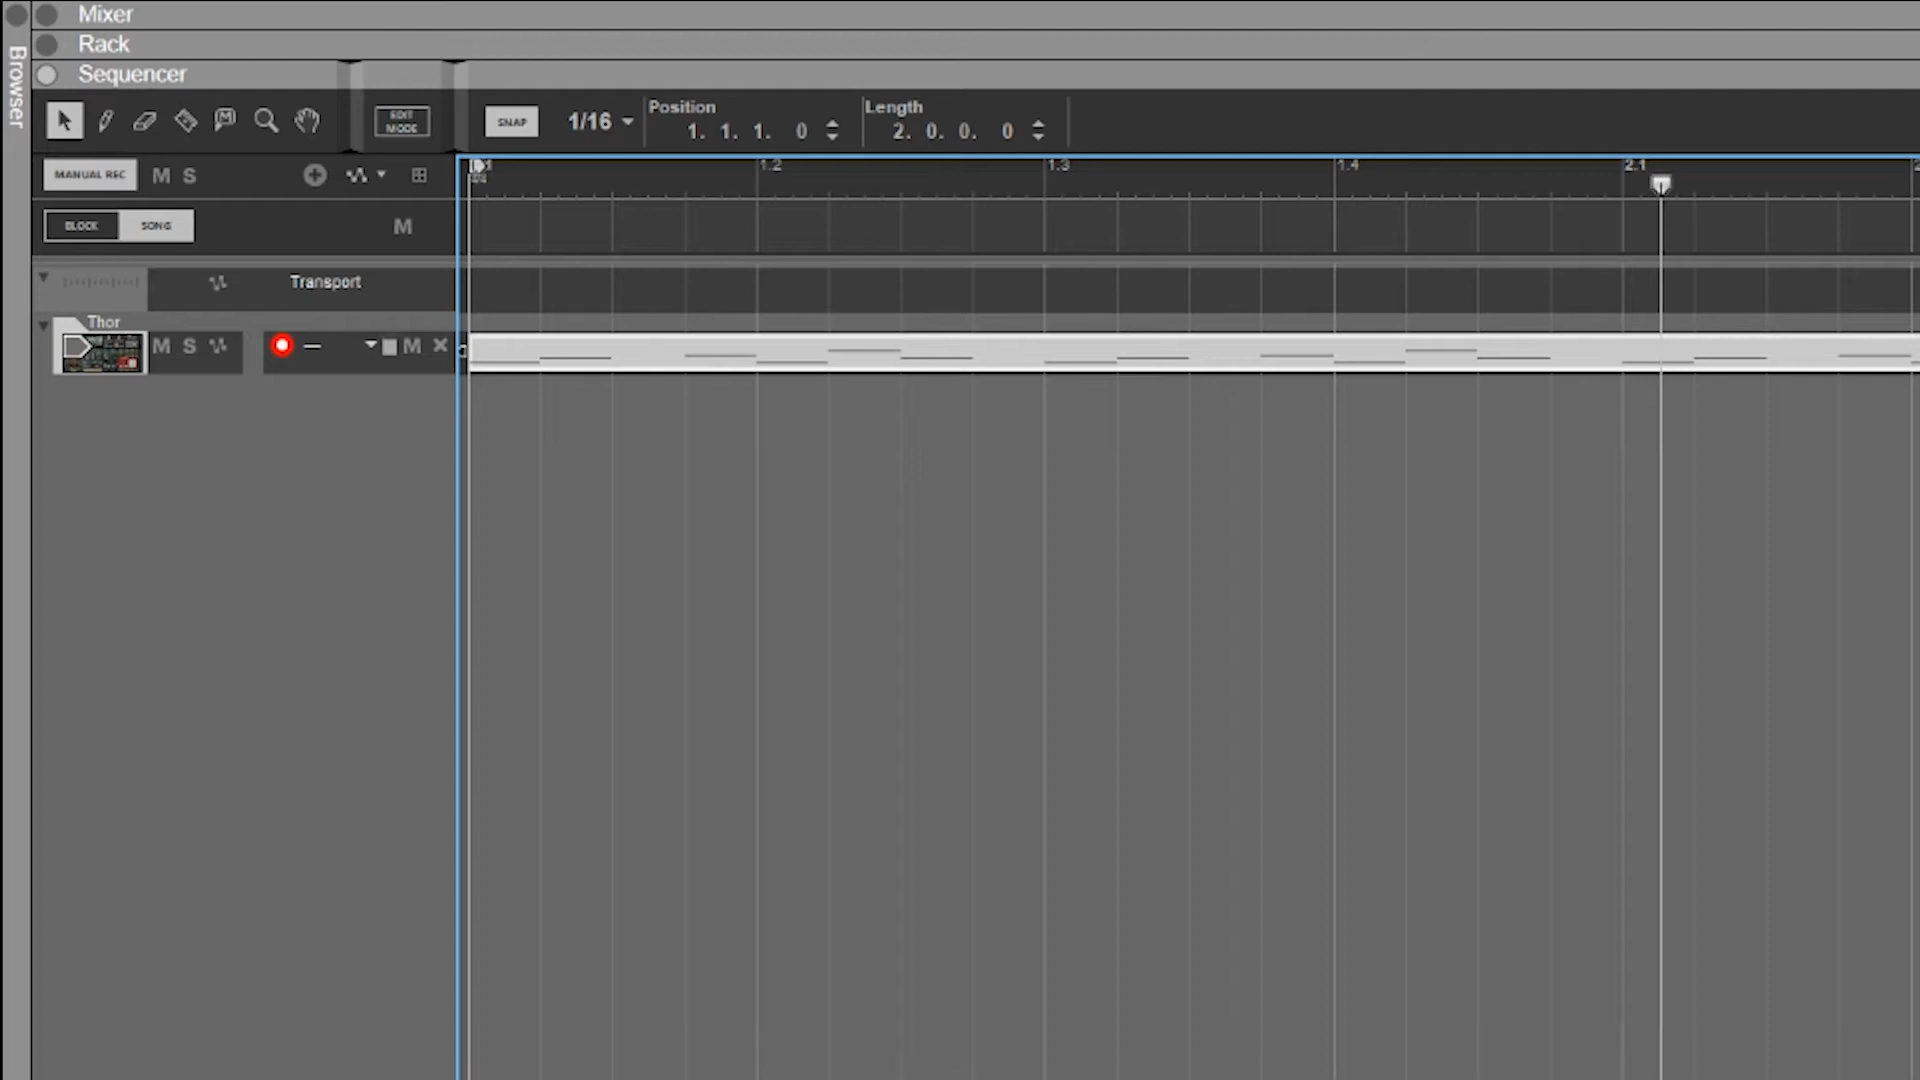 Mixer
Rack
Sequencer
Browser
EDIT MODE
SNAP
1/16
Position
1. 1. 1. 0
Length
2. 0. 0. 0
MANUAL REC
M S
1.2
1.3
1.4
2.1
BLOCK
SONG
M
Transport
Thor
M S
M